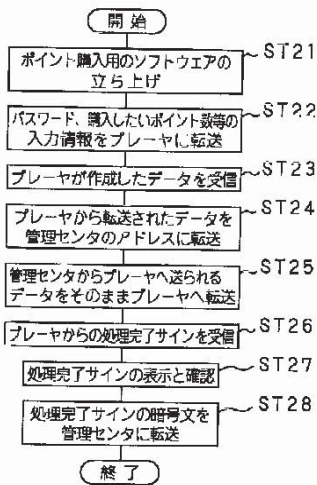 開始
ポイント購入用のソフトウェアの
立ち上げ
ST21
パスワード、購入したいポイント数等の
入力情報をプレーヤに転送
ST22
プレーヤが作成したデータを受信
ST23
プレーヤから転送されたデータを
管理センタのアドレスに転送
ST24
管理センタからプレーヤへ送られる
データをそのままプレーヤへ転送
ST25
プレーヤからの処理完了サインを受信
ST26
処理完了サインの表示と確認
ST27
処理完了サインの暗号文を
管理センタに転送
ST28
終了